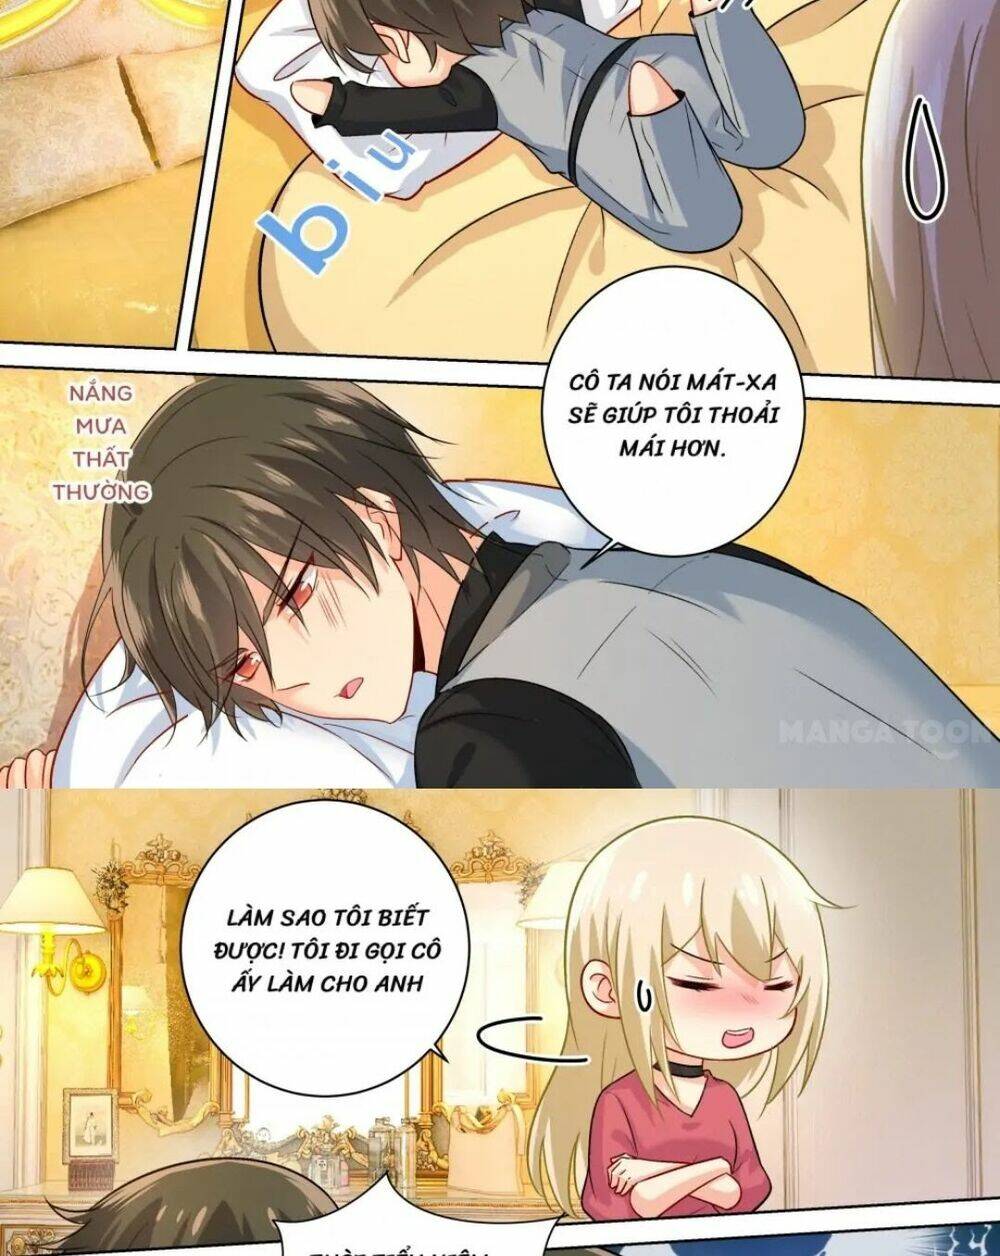 biu
NẮNG
MƯA
THẤT
THƯỜNG
CÔ TA NÓI MÁT-XA
SẼ GIÚP TÔI THOẢI
MÁI HƠN.
MANGA TOON
LÀM SAO TÔI BIẾT
ĐƯỢC! TÔI ĐI GỌI CÔ
ẤY LÀM CHO ANH